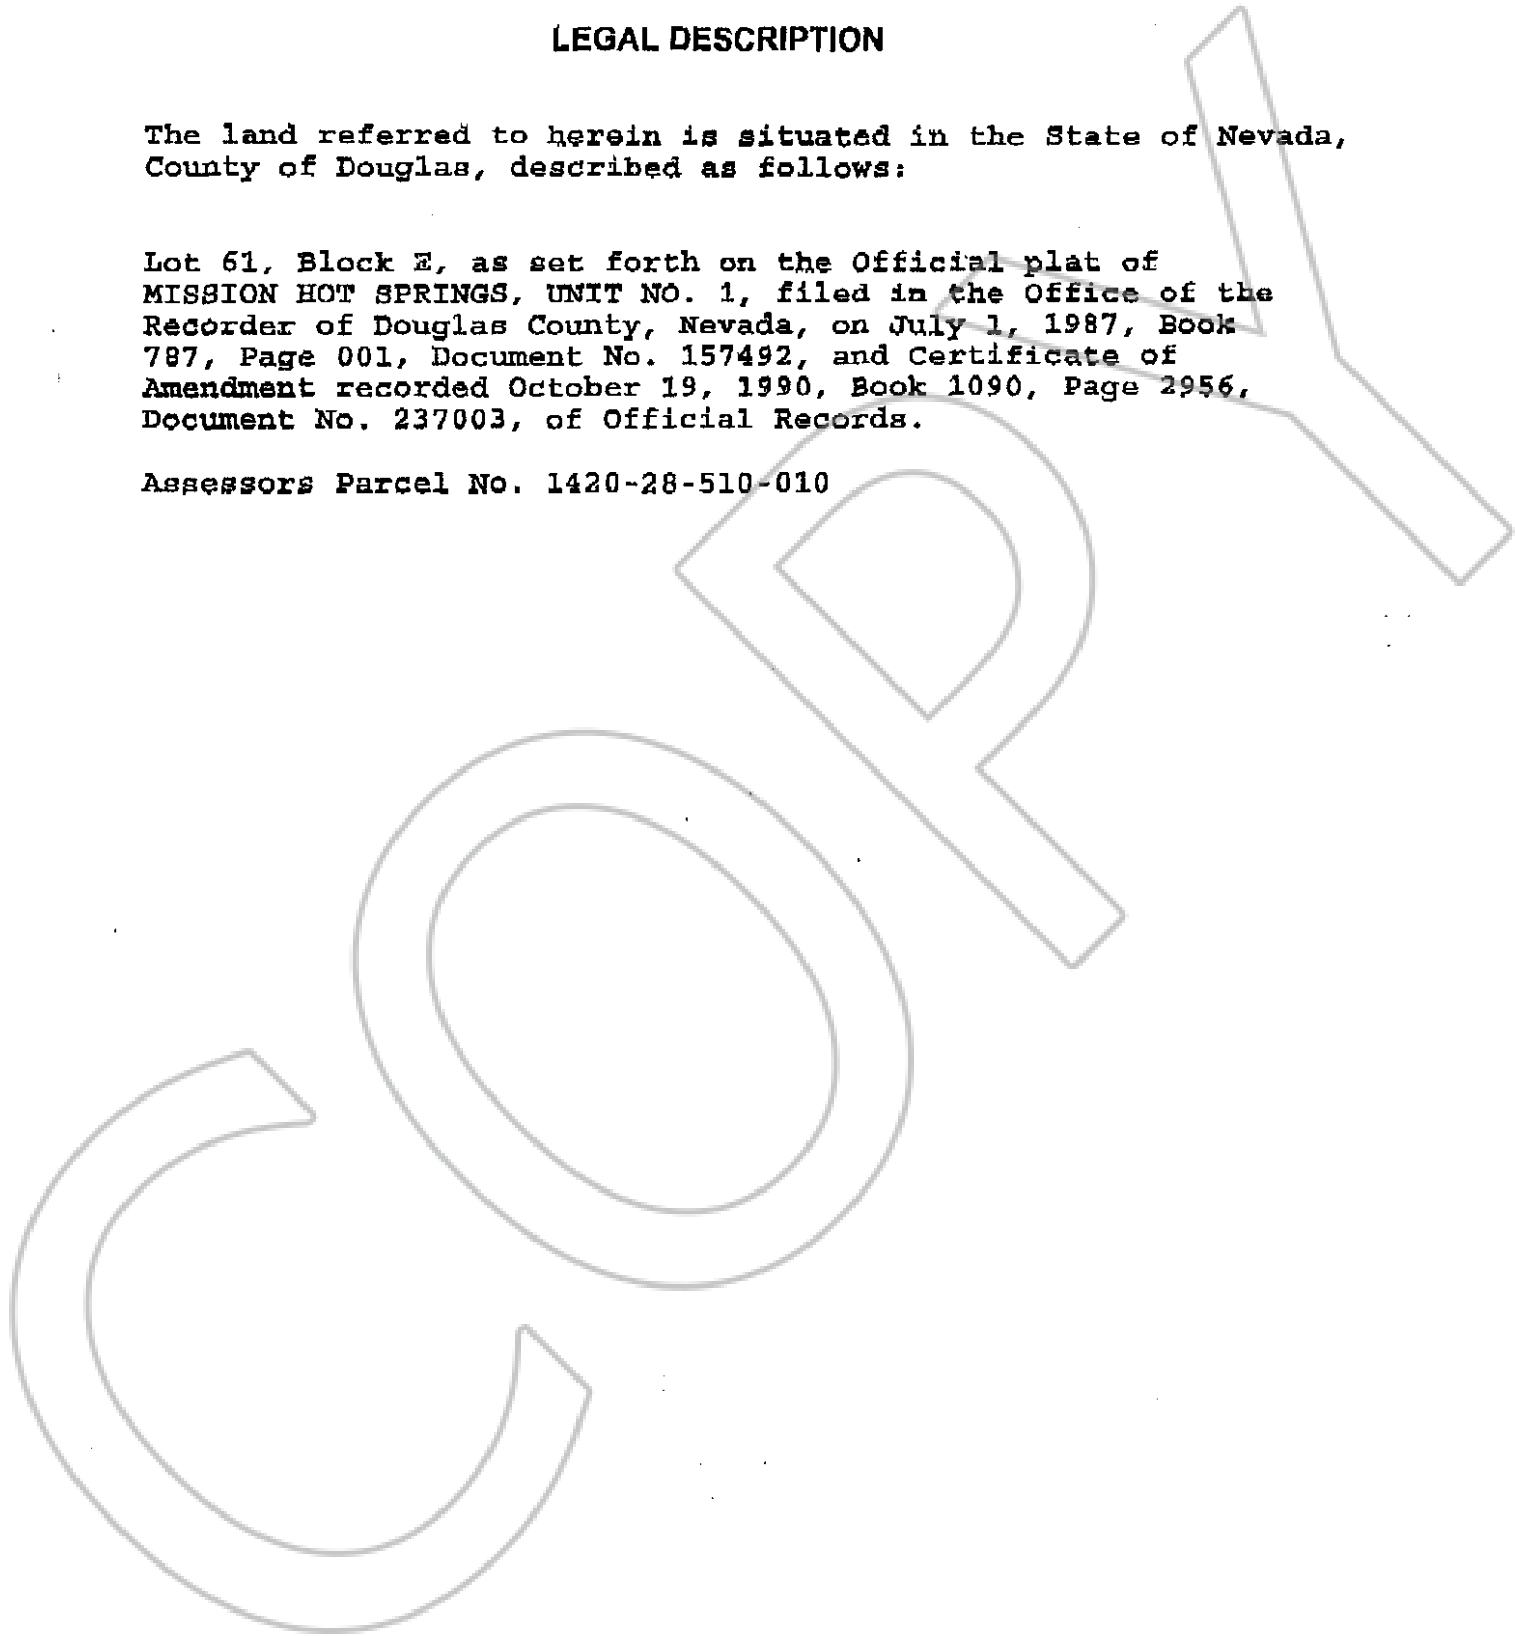 LEGAL DESCRIPTION
The land referred to herein is situated in the State of Nevada,
County of Douglas, described as follows:
Lot 61, Block E, as set forth on the Official plat of
MISSION HOT SPRINGS, UNIT NO. 1, filed in the Office of the
Recorder of Douglas County, Nevada, on July 1, 1987, Book
787, Page 001, Document No. 157492, and Certificate of
Amendment recorded October 19, 1990, Book 1090, Page 2956,
Document No. 237003, of Official Records.
Assessors Parcel No. 1420-28-510-010
COPY